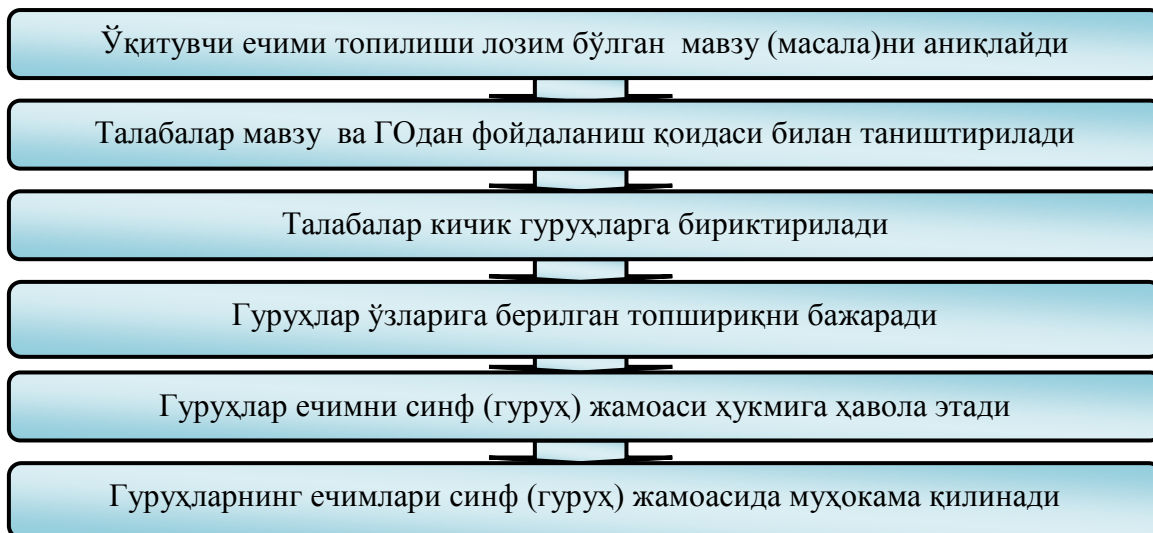 Ўқитувчи ечими топилиши лозим бўлган мавзу (масала)ни аниқлайди
Талабалар мавзу ва ГОдан фойдаланиш қоидаси билан таништирилади
Талабалар кичик гуруҳларга бириктирилади
Гуруҳлар ўзларига берилган топшириқни бажаради
Гуруҳлар ечимни синф (гуруҳ) жамоаси ҳукмига ҳавола этади
Гуруҳларнинг ечимлари синф (гуруҳ) жамоасида муҳокама қилинади